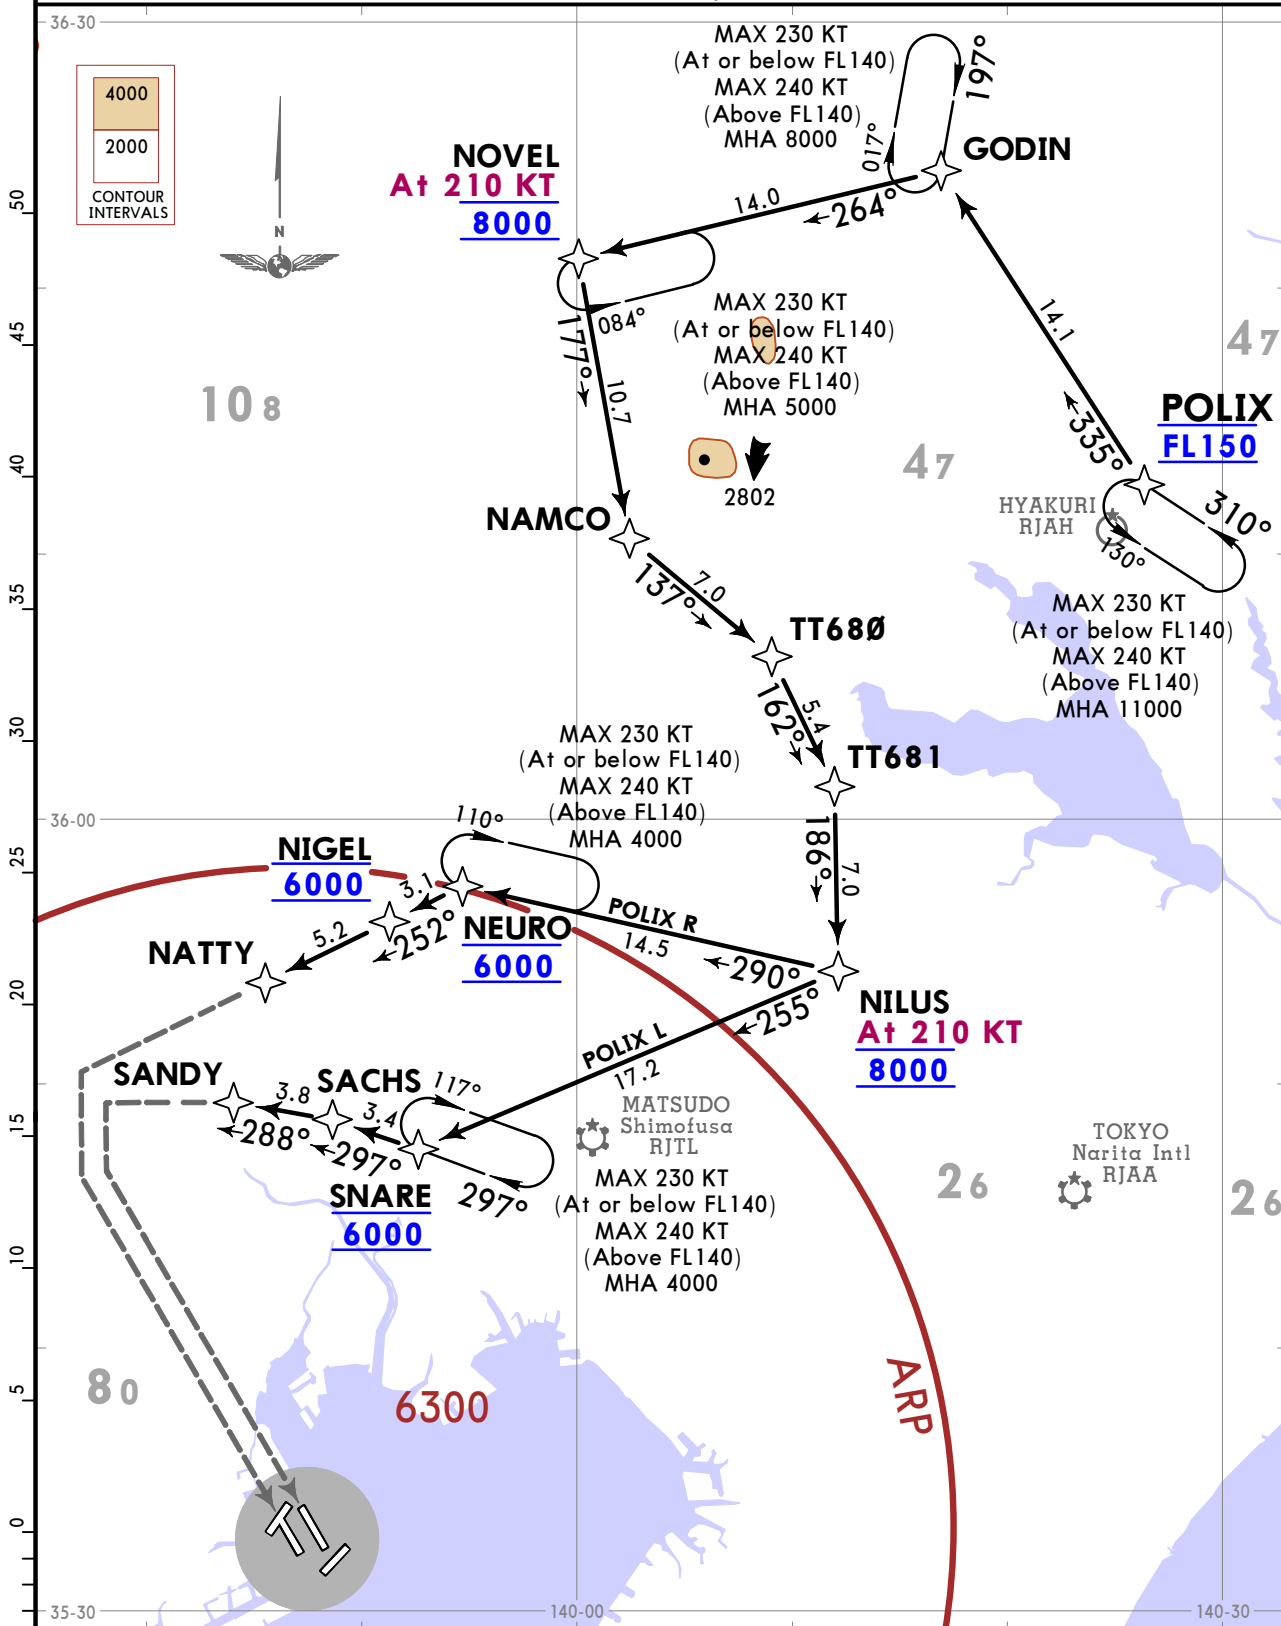 36-30
4000
2000
CONTOUR
INTERVALS
N
MAX 230 KT
(At or below FL140)
MAX 240 KT
(Above FL140)
MHA 8000
017°
197°
GODIN
NOVEL
At 210 KT
8000
14.0
264°
084°
177°
10.7
MAX 230 KT
(At or below FL140)
MAX 240 KT
(Above FL140)
MHA 5000
14.1
47
108
POLIX
FL150
335°
47
2802
310°
HYAKURI
RJAH
130°
NAMCO
7.0
137°
MAX 230 KT
(At or below FL140)
MAX 240 KT
(Above FL140)
MHA 11000
TT68Ø
162°
5.4
TT681
MAX 230 KT
(At or below FL140)
MAX 240 KT
(Above FL140)
MHA 4000
110°
36-00
186°
7.0
NIGEL
6000
3.1
252°
5.2
NEURO
6000
NATTY
POLIX R
14.5
290°
255°
NILUS
At 210 KT
8000
POLIX L
17.2
SANDY
SACHS
117°
3.8
3.4
288°
297°
297°
SNARE
6000
MATSUDO
Shimofusa
RJTL
MAX 230 KT
(At or below FL140)
MAX 240 KT
(Above FL140)
MHA 4000
TOKYO
Narita Intl
RJAA
26
26
80
6300
ARP
50
45
40
35
30
25
20
15
10
5
0
35-30
140-00
140-30